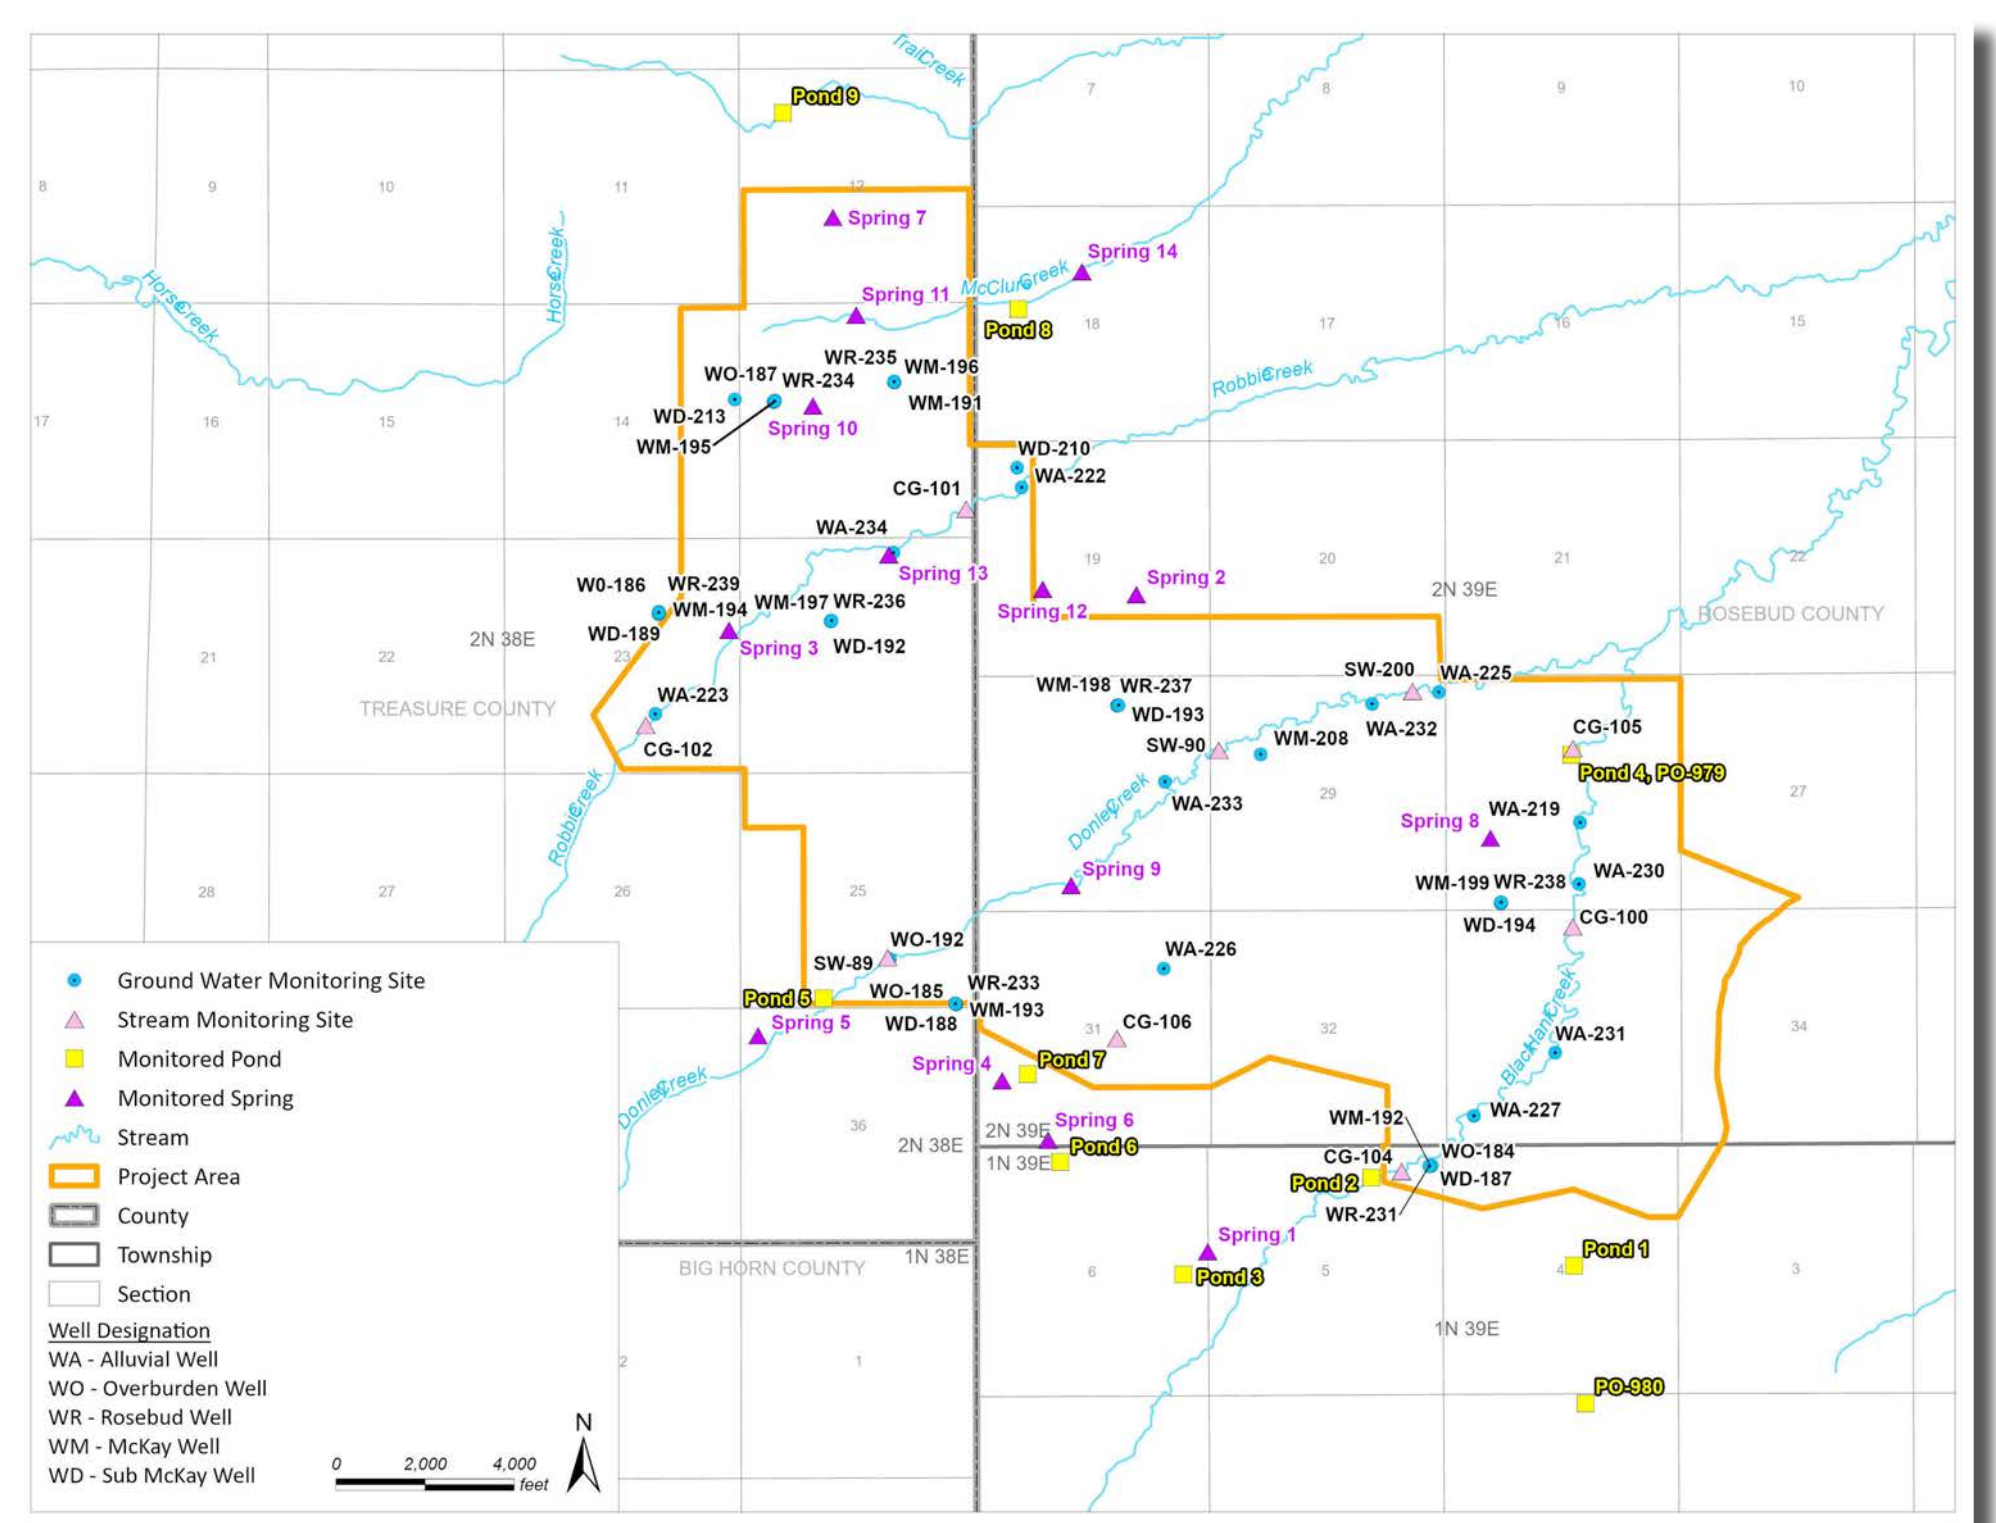 TrailCreek
Pond 9
7
8
9
10
8
9
10
11
12
Spring 7
HorseCreek
HorseCreek
Spring 14
McClureCreek
Spring 11
Pond 8
18
17
16
15
WR-235
WM-196
WO-187
WR-234
RobbieCreek
WM-191
WD-213
17
16
15
14
Spring 10
WM-195
WD-210
WA-222
CG-101
WA-234
Spring 13
19
20
21
22
Spring 2
2N 39E
W0-186
WR-239
WM-197
WR-236
WM-194
Spring 12
ROSEBUD COUNTY
WD-189
2N 38E
Spring 3
WD-192
21
22
23
SW-200
WA-225
WM-198
WR-237
WA-223
TREASURE COUNTY
WD-193
WA-232
CG-105
SW-90
WM-208
CG-102
Pond 4, PO-979
29
27
WA-233
WA-219
DonleyCreek
Spring 8
RobbieCreek
Spring 9
WA-230
WM-199
WR-238
28
27
26
25
CG-100
WD-194
WO-192
WA-226
SW-89
WR-233
WO-185
Pond 5
WM-193
Spring 5
WD-188
CG-106
31
32
34
WA-231
BlackHankCreek
Pond 7
Spring 4
DonleyCreek
WA-227
WM-192
Spring 6
36
2N 39E
2N 38E
Pond 6
WO-184
CG-104
1N 39E
WD-187
Pond 2
WR-231
Spring 1
Pond 1
1N 38E
BIG HORN COUNTY
Pond 3
6
5
4
3
1N 39E
2
1
PO-980
Ground Water Monitoring Site
Stream Monitoring Site
Monitored Pond
Monitored Spring
Stream
Project Area
County
Township
Section
Well Designation
WA - Alluvial Well
WO - Overburden Well
WR - Rosebud Well
WM - McKay Well
WD - Sub McKay Well
0 2,000 4,000
feet
N